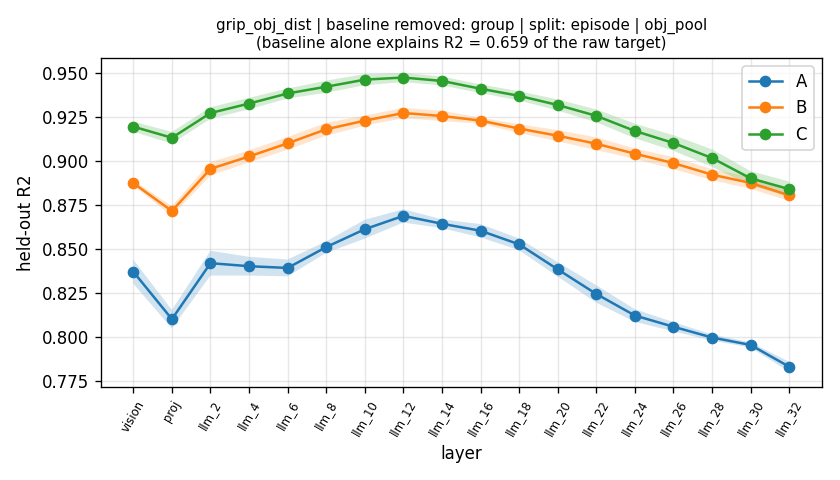 grip_obj_dist | baseline removed: group | split: episode | obj_pool
(baseline alone explains R2 = 0.659 of the raw target)
0.950
0.925
0.900
0.875
0.850
0.825
0.800
0.775
held-out R2
A
B
C
vision
proj
llm_2
llm_4
llm_6
llm_8
llm_10
llm_12
llm_14
llm_16
llm_18
llm_20
llm_22
llm_24
llm_26
llm_28
llm_30
llm_32
layer